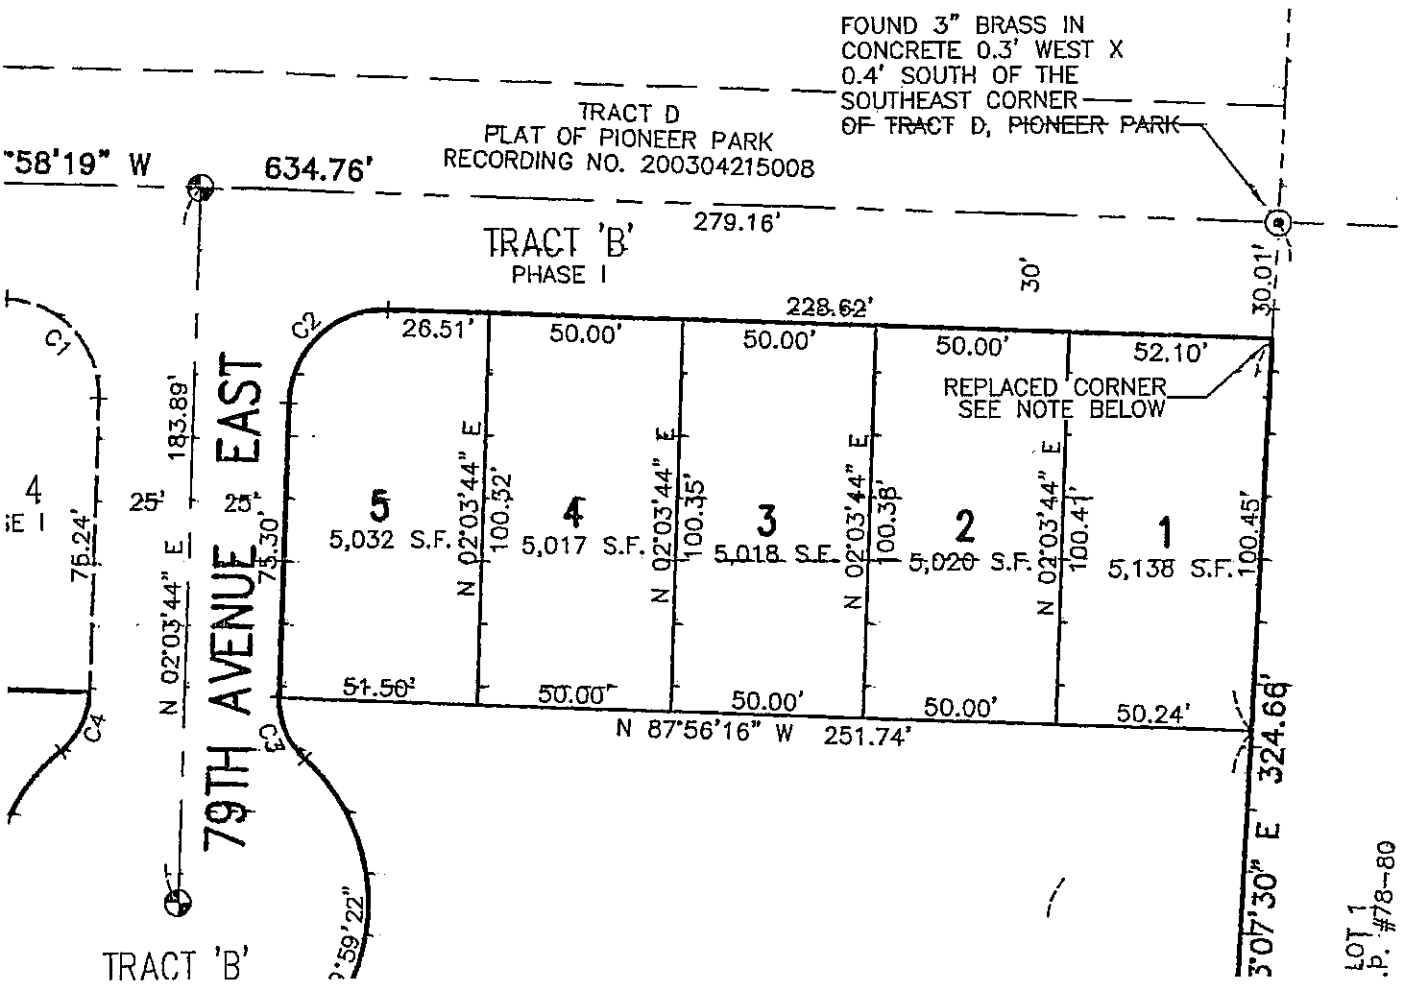 FOUND 3" BRASS IN
CONCRETE 0.3' WEST X
0.4' SOUTH OF THE
SOUTHEAST CORNER
OF TRACT D, PIONEER PARK
TRACT D
PLAT OF PIONEER PARK
RECORDING NO. 200304215008
°58'19" W
634.76'
279.16'
TRACT 'B'
PHASE I
30'
30.01'
228.62'
26.51'
50.00'
50.00'
50.00'
52.10'
REPLACED CORNER
SEE NOTE BELOW
C1
C2
183.89'
79TH AVENUE EAST
4
SE I
25'
25'
75.24'
N 02°03'44" E
75.30'
5
5,032 S.F.
N 02°03'44" E
100.32'
4
5,017 S.F.
N 02°03'44" E
100.35'
3
5,018 S.F.
N 02°03'44" E
100.38'
2
5,020 S.F.
N 02°03'44" E
100.41'
1
5,138 S.F.
100.45'
51.50'
50.00'
50.00'
50.00'
50.24'
N 87°56'16" W 251.74'
C4
C3
3°07'30" E 324.66'
°59'22"
TRACT 'B'
LOT 1
.P. #78-80